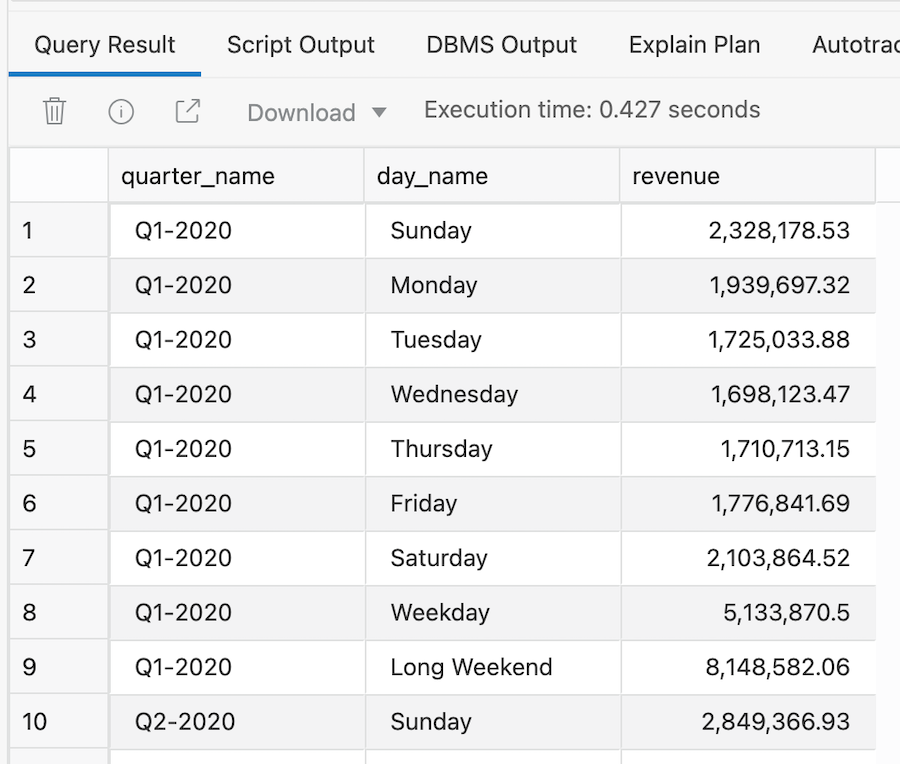 Query Result Script Output DBMS Output Explain Plan Autotrac
Download Execution time: 0.427 seconds
quarter_name day_name revenue
1 Q1-2020 Sunday 2,328,178.53
2 Q1-2020 Monday 1,939,697.32
3 Q1-2020 Tuesday 1,725,033.88
4 Q1-2020 Wednesday 1,698,123.47
5 Q1-2020 Thursday 1,710,713.15
6 Q1-2020 Friday 1,776,841.69
7 Q1-2020 Saturday 2,103,864.52
8 Q1-2020 Weekday 5,133,870.5
9 Q1-2020 Long Weekend 8,148,582.06
10 Q2-2020 Sunday 2,849,366.93